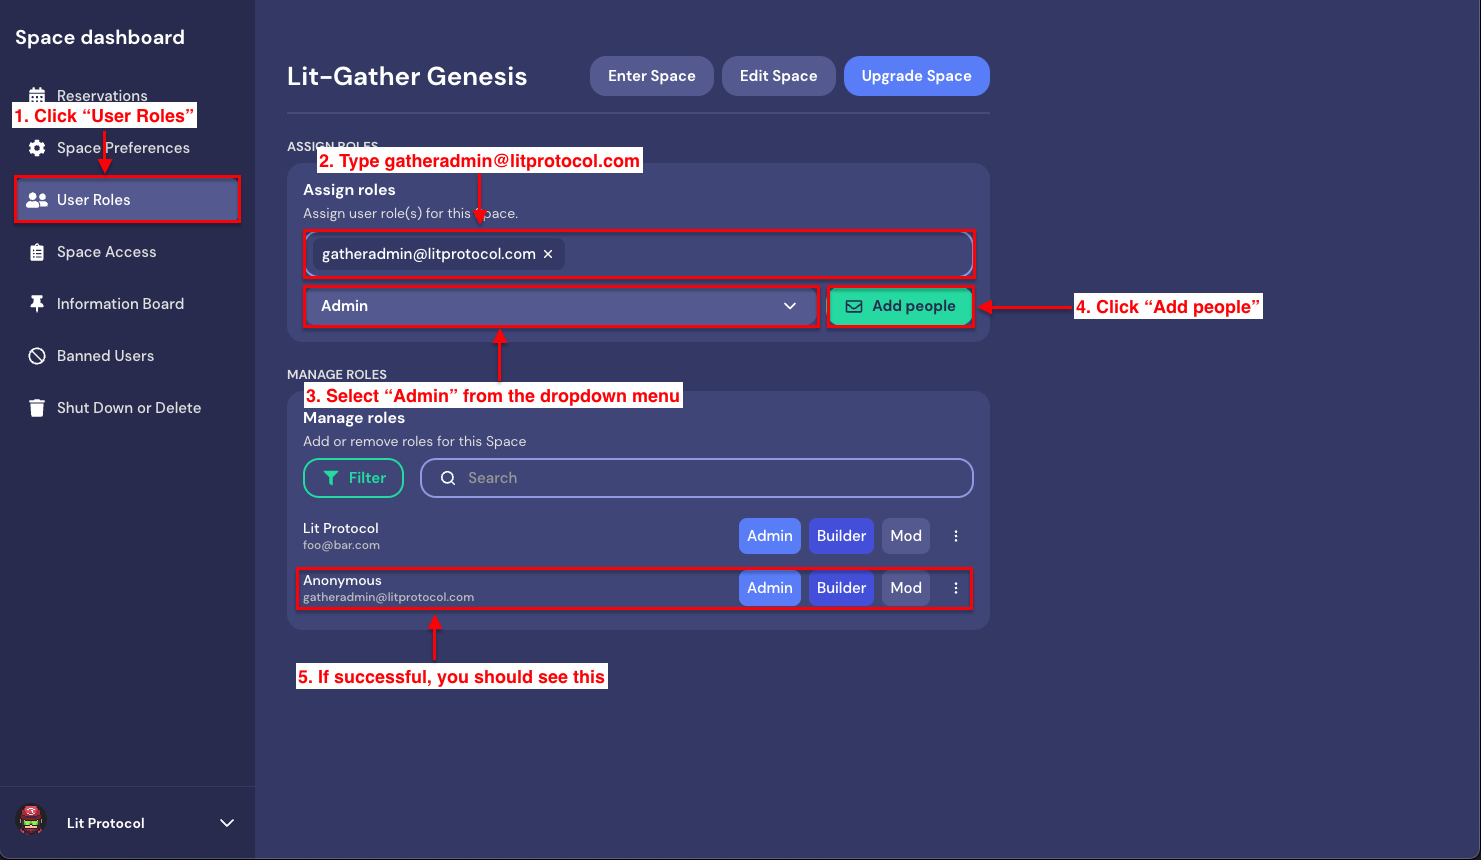 Space dashboard
Reservations
1. Click “User Roles”
Space Preferences
User Roles
Space Access
Information Board
Banned Users
Shut Down or Delete
Lit Protocol
Lit-Gather Genesis
Enter Space
Edit Space
Upgrade Space
ASSIGN ROLES
2. Type gatheradmin@litprotocol.com
Assign roles
Assign user role(s) for this Space.
gatheradmin@litprotocol.com ×
Admin
Add people
4. Click “Add people”
MANAGE ROLES
3. Select “Admin” from the dropdown menu
Manage roles
Add or remove roles for this Space
Filter
Search
Lit Protocol
foo@bar.com
Admin
Builder
Mod
Anonymous
gatheradmin@litprotocol.com
Admin
Builder
Mod
5. If successful, you should see this